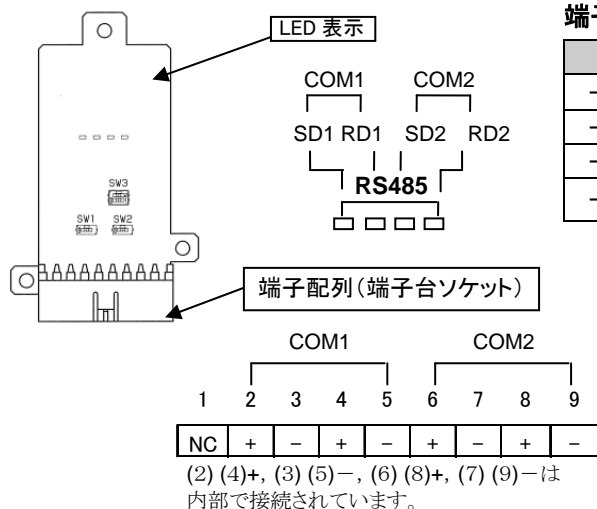 LED 表示
端子
COM1 COM2
SD1 RD1 SD2 RD2
RS485
SW3
SW1 SW2
端子配列（端子台ソケット）
COM1 COM2
1 2 3 4 5 6 7 8 9
NC + － + － + － + －
(2) (4)+, (3) (5)－, (6) (8)+, (7) (9)－は
内部で接続されています。